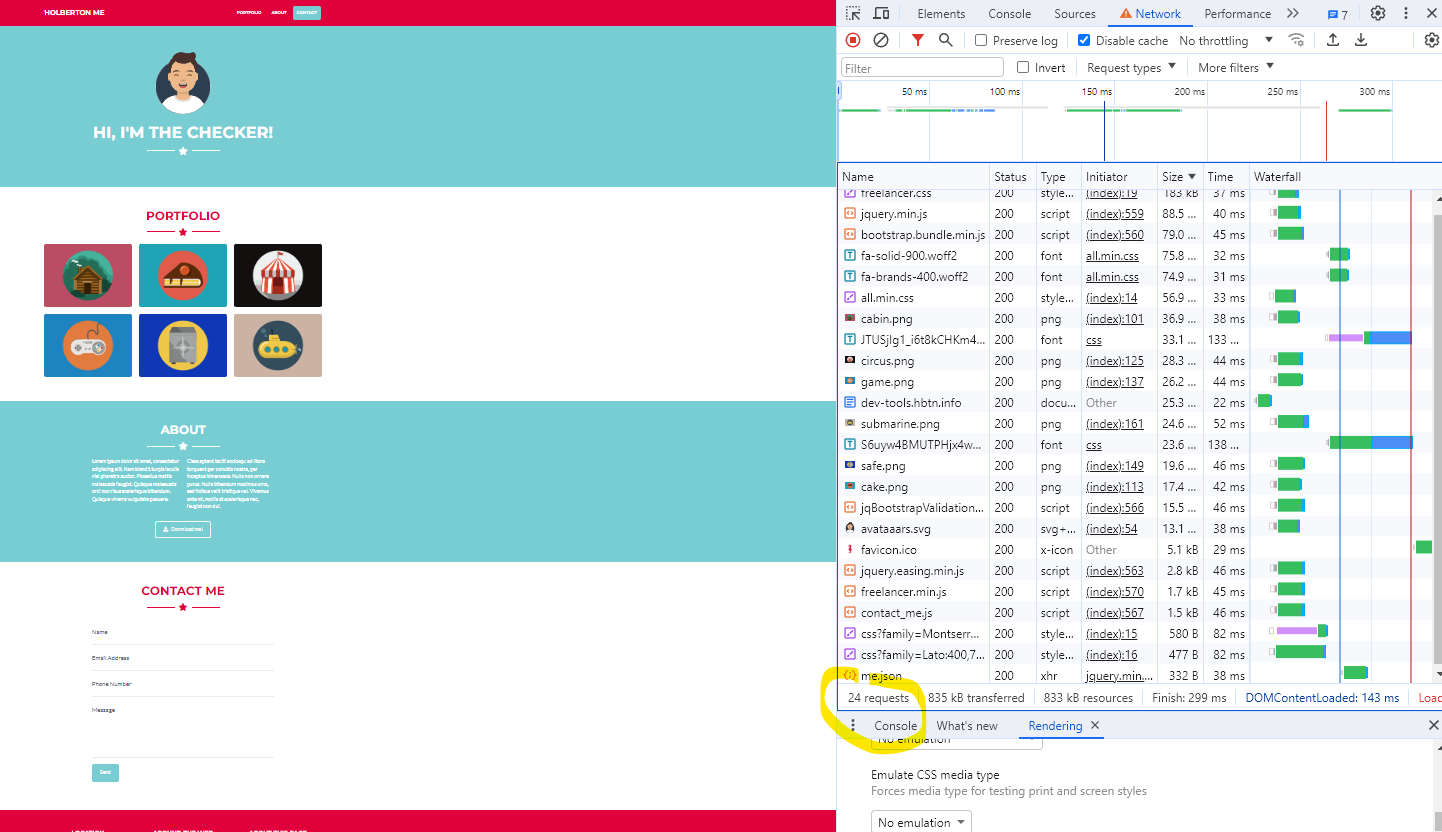 HOLBERTON ME
PORTFOLIO ABOUT CONTACT
HI, I'M THE CHECKER!
PORTFOLIO
ABOUT
Lorem ipsum dolor sit amet, consectetur
adipiscing elit. Nam blandit turpis iaculis
nisl pharetra auctor. Phasellus mattis
malesuada feugiat. Quisque malesuada
orci non risus scelerisque bibendum.
Quisque viverra vulputate posuere.
Class aptent taciti sociosqu ad litora
torquent per conubia nostra, per
inceptos himenaeos. Nulla non ornare
purus. Nulla bibendum maximus urna,
sed finibus velit tristique vel. Vivamus
ante mi, mollis at scelerisque nec,
feugiat non dui.
Download me!
CONTACT ME
Name
Email Address
Phone Number
Message
Send
Elements Console Sources Network Performance 7
Preserve log Disable cache No throttling
Filter Invert Request types More filters
50 ms 100 ms 150 ms 200 ms 250 ms 300 ms
Name Status Type Initiator Size Time Waterfall
freelancer.css 200 style... (index):19 183 kB 37 ms
jquery.min.js 200 script (index):559 88.5 ... 40 ms
bootstrap.bundle.min.js 200 script (index):560 79.0 ... 45 ms
fa-solid-900.woff2 200 font all.min.css 75.8 ... 32 ms
fa-brands-400.woff2 200 font all.min.css 74.9 ... 31 ms
all.min.css 200 style... (index):14 56.9 ... 33 ms
cabin.png 200 png (index):101 36.9 ... 38 ms
JTUSjIg1_i6t8kCHKm4... 200 font css 33.1 ... 133 ...
circus.png 200 png (index):125 28.3 ... 44 ms
game.png 200 png (index):137 26.2 ... 44 ms
dev-tools.hbtn.info 200 docu... Other 25.3 ... 22 ms
submarine.png 200 png (index):161 24.6 ... 52 ms
S6uyw4BMUTPHjx4w... 200 font css 23.6 ... 138 ...
safe.png 200 png (index):149 19.6 ... 46 ms
cake.png 200 png (index):113 17.4 ... 42 ms
jqBootstrapValidation... 200 script (index):566 15.5 ... 46 ms
avataaars.svg 200 svg+... (index):54 13.1 ... 38 ms
favicon.ico 200 x-icon Other 5.1 kB 29 ms
jquery.easing.min.js 200 script (index):563 2.8 kB 46 ms
freelancer.min.js 200 script (index):570 1.7 kB 45 ms
contact_me.js 200 script (index):567 1.5 kB 46 ms
css?family=Montserr... 200 style... (index):15 580 B 82 ms
css?family=Lato:400,7... 200 style... (index):16 477 B 82 ms
me.json 200 xhr jquery.min.... 332 B 38 ms
24 requests 835 kB transferred 833 kB resources Finish: 299 ms DOMContentLoaded: 143 ms Load
Console What's new Rendering
No emulation
Emulate CSS media type
Forces media type for testing print and screen styles
No emulation